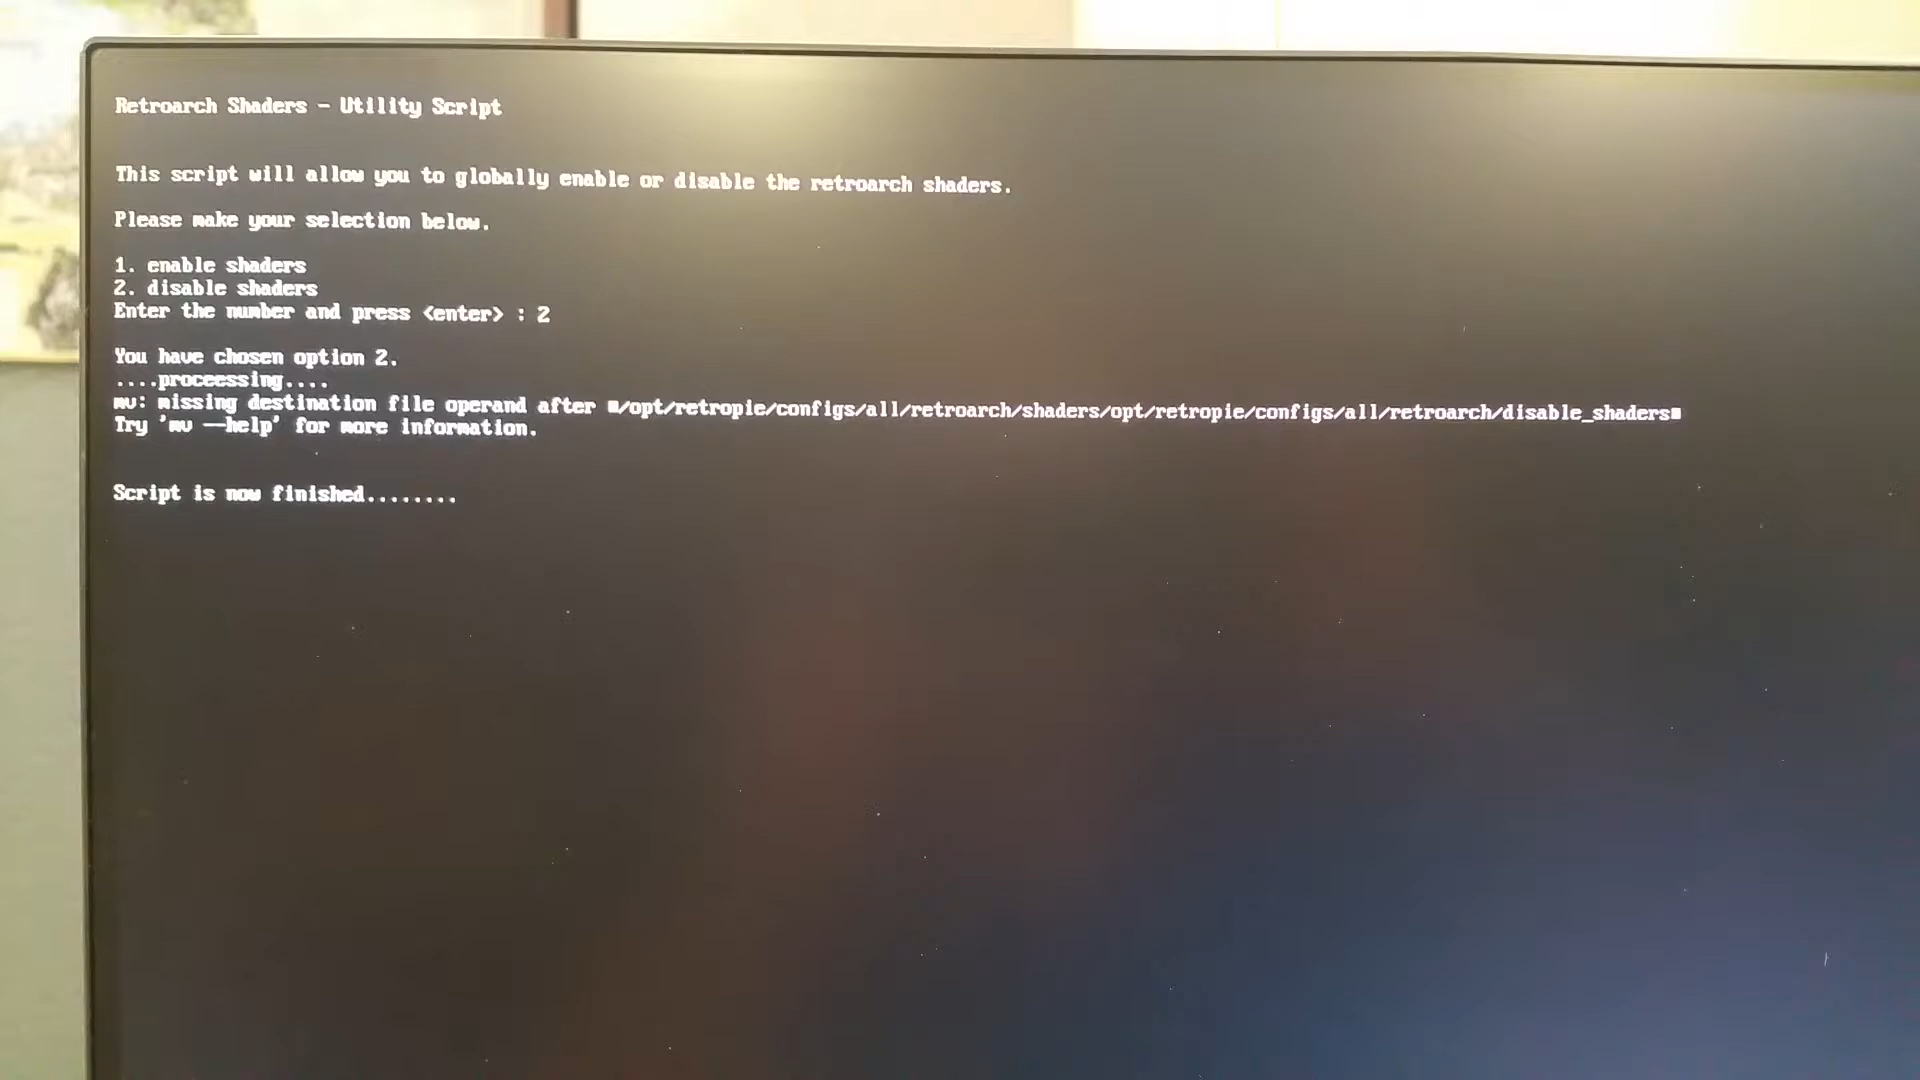 Retroarch Shaders - Utility Script
This script will allow you to globally enable or disable the retroarch shaders.
Please make your selection below.
1. enable shaders
2. disable shaders
Enter the number and press <enter> : 2
You have chosen option 2.
....proceessing....
mv: missing destination file operand after ■/opt/retropie/configs/all/retroarch/shaders/opt/retropie/configs/all/retroarch/disable_shaders■
Try 'mv --help' for more information.
Script is now finished........